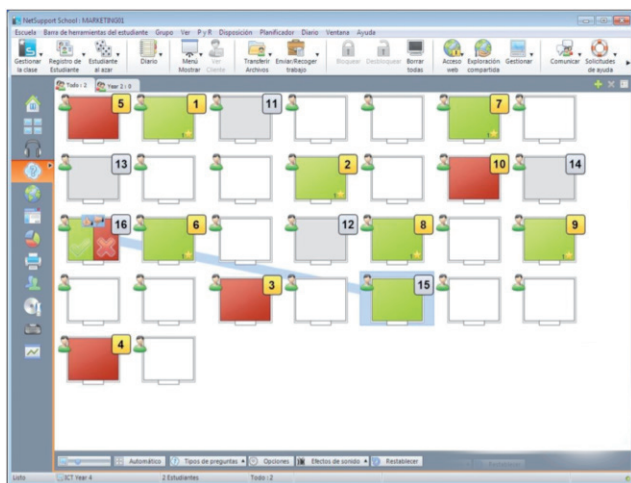 NetSupport School : MARKETING01
Escuela Barra de herramientas del estudiante Grupo Ver P y R Disposición Planificador Diario Ventana Ayuda
Gestionar la clase
Registro de Estudiante
Estudiante al azar
Diario
Menú Mostrar
Ver Cliente
Transferir Archivos
Enviar/Recoger trabajo
Bloquear
Desbloquear
Borrar todas
Acceso web
Exploración compartida
Gestionar
Comunicar
Solicitudes de ayuda
Todo : 2 Year 2 : 0
5 1 11 7
13 2 10 14
16 6 12 8 9
3 15
4
Automático Tipos de preguntas Opciones Efectos de sonido Restablecer
Listo ICT Year 4 2 Estudiantes Todo : 2